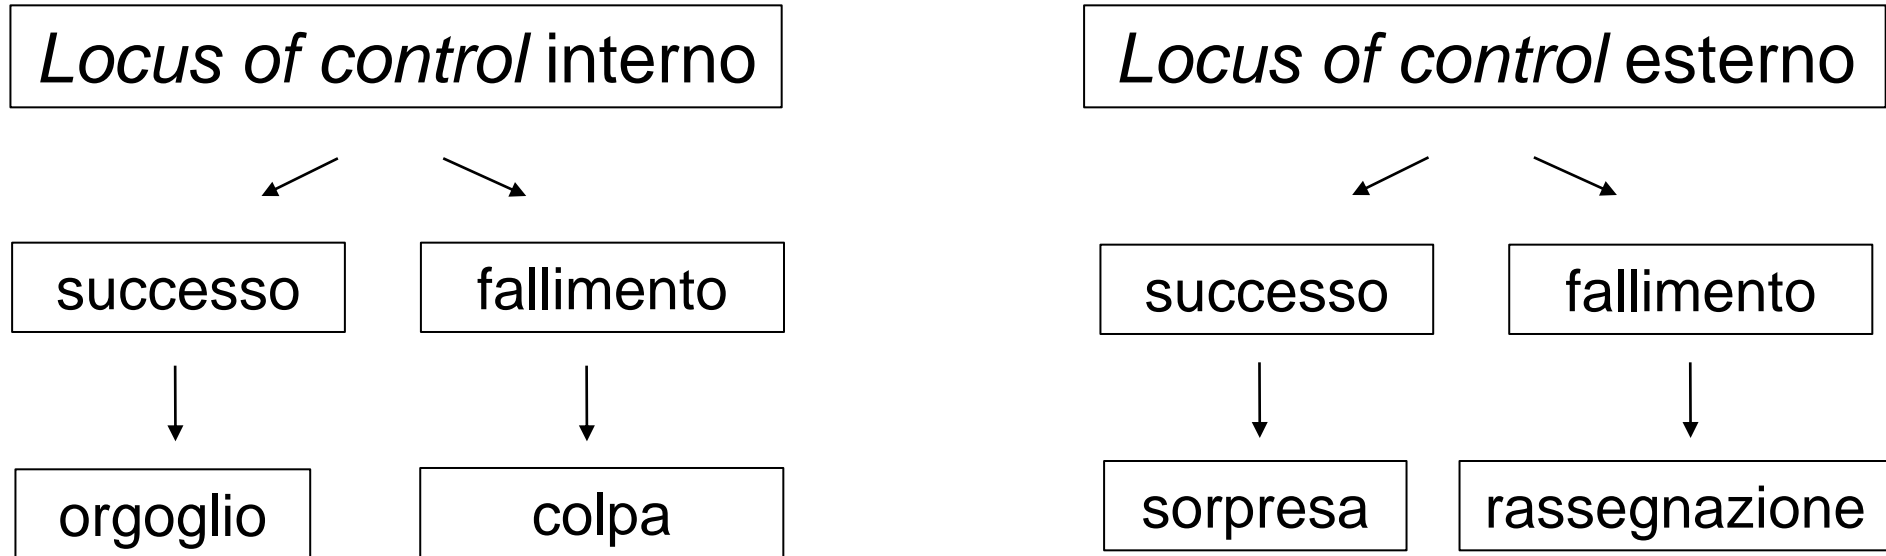 Locus of control interno
Locus of control esterno
successo
fallimento
successo
fallimento
orgoglio
colpa
sorpresa
rassegnazione